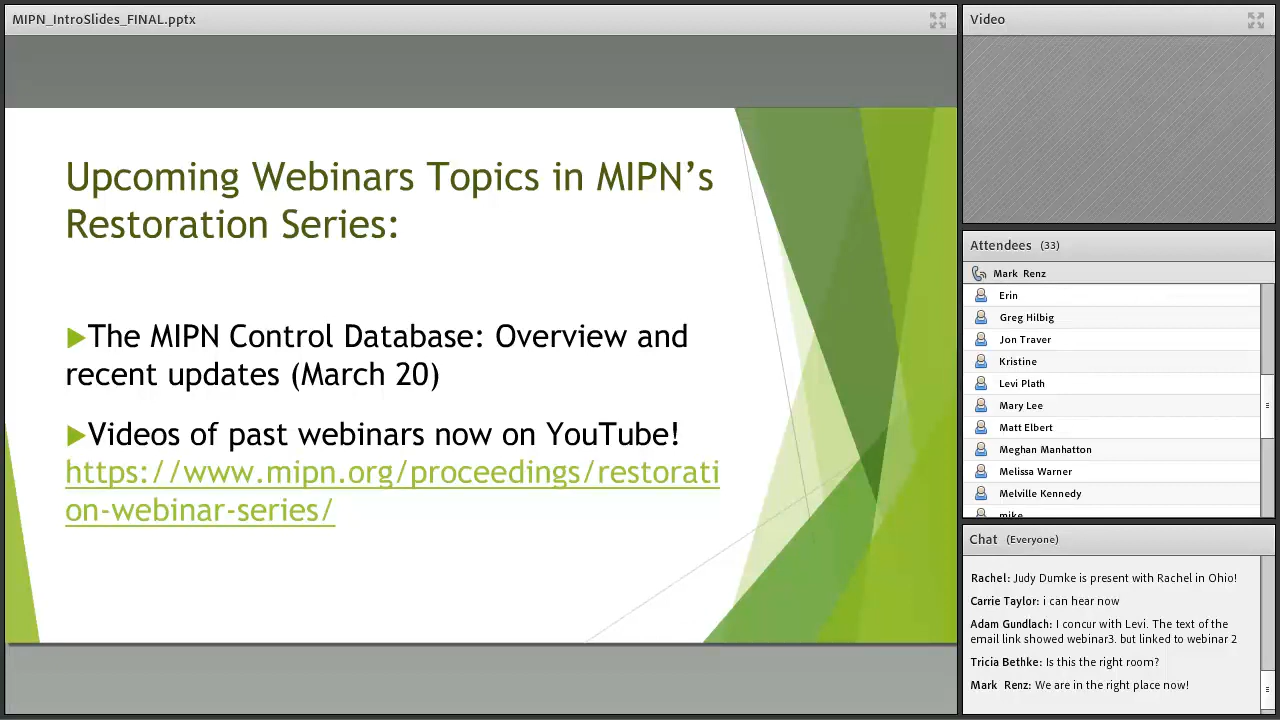 MIPN_IntroSlides_FINAL.pptx
Upcoming Webinars Topics in MIPN’s
Restoration Series:
The MIPN Control Database: Overview and
recent updates (March 20)
Videos of past webinars now on YouTube!
https://www.mipn.org/proceedings/restorati
on-webinar-series/
Video
Attendees (33)
Mark Renz
Erin
Greg Hilbig
Jon Traver
Kristine
Levi Plath
Mary Lee
Matt Elbert
Meghan Manhatton
Melissa Warner
Melville Kennedy
mike
Chat (Everyone)
Rachel: Judy Dumke is present with Rachel in Ohio!
Carrie Taylor: i can hear now
Adam Gundlach: I concur with Levi. The text of the
email link showed webinar3. but linked to webinar 2
Tricia Bethke: Is this the right room?
Mark Renz: We are in the right place now!